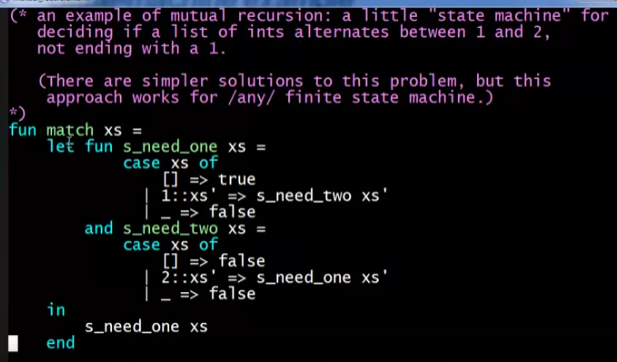 (* an example of mutual recursion: a little "state machine" for
deciding if a list of ints alternates between 1 and 2,
not ending with a 1.
(There are simpler solutions to this problem, but this
approach works for /any/ finite state machine.)
*)
fun match xs =
let fun s_need_one xs =
case xs of
[] => true
| 1::xs' => s_need_two xs'
| _ => false
and s_need_two xs =
case xs of
[] => false
| 2::xs' => s_need_one xs'
| _ => false
in
s_need_one xs
end